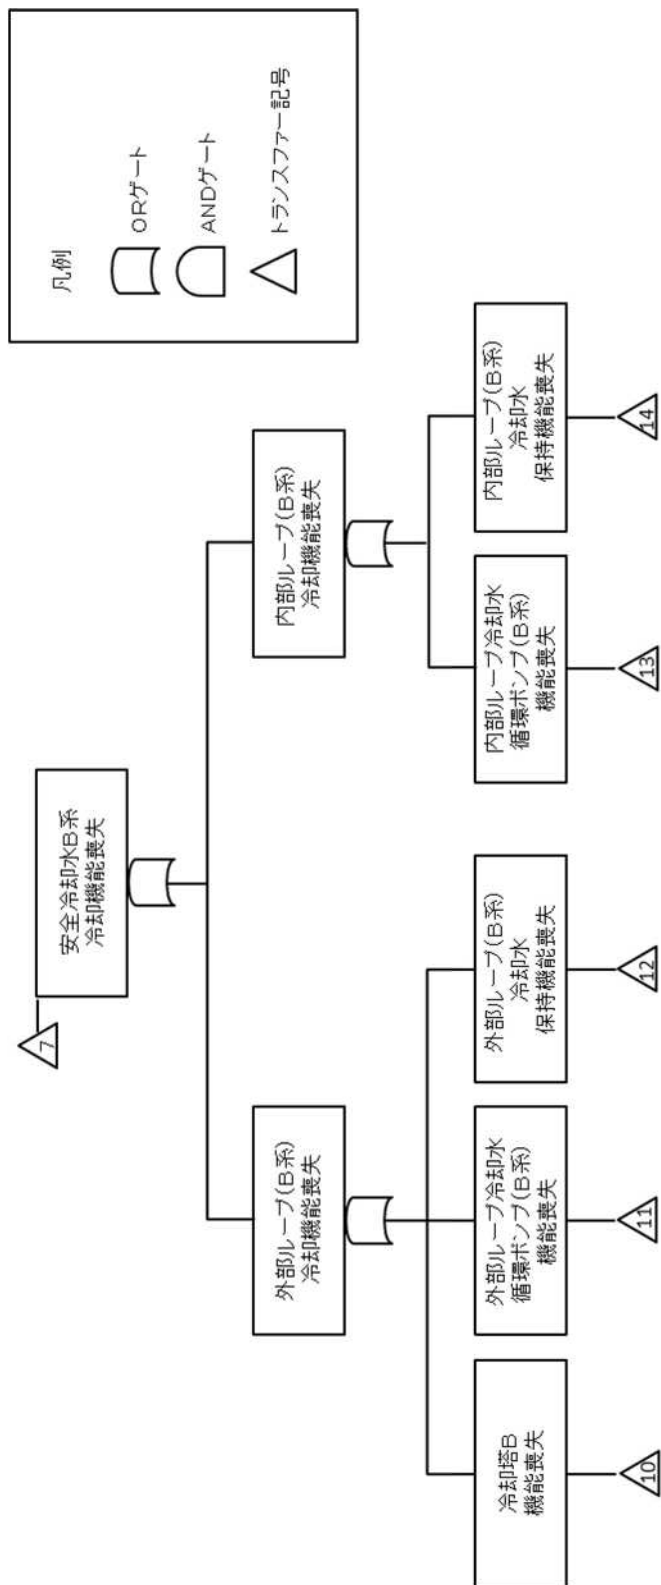 凡例
ORゲート
ANDゲート
トランスファー記号
7
安全冷却水B系
冷却機能喪失
外部ループ(B系)
冷却機能喪失
内部ループ(B系)
冷却機能喪失
冷却塔B
機能喪失
外部ループ冷却水
循環ポンプ(B系)
機能喪失
外部ループ(B系)
冷却水
保持機能喪失
内部ループ冷却水
循環ポンプ(B系)
機能喪失
内部ループ(B系)
冷却水
保持機能喪失
10
11
12
13
14